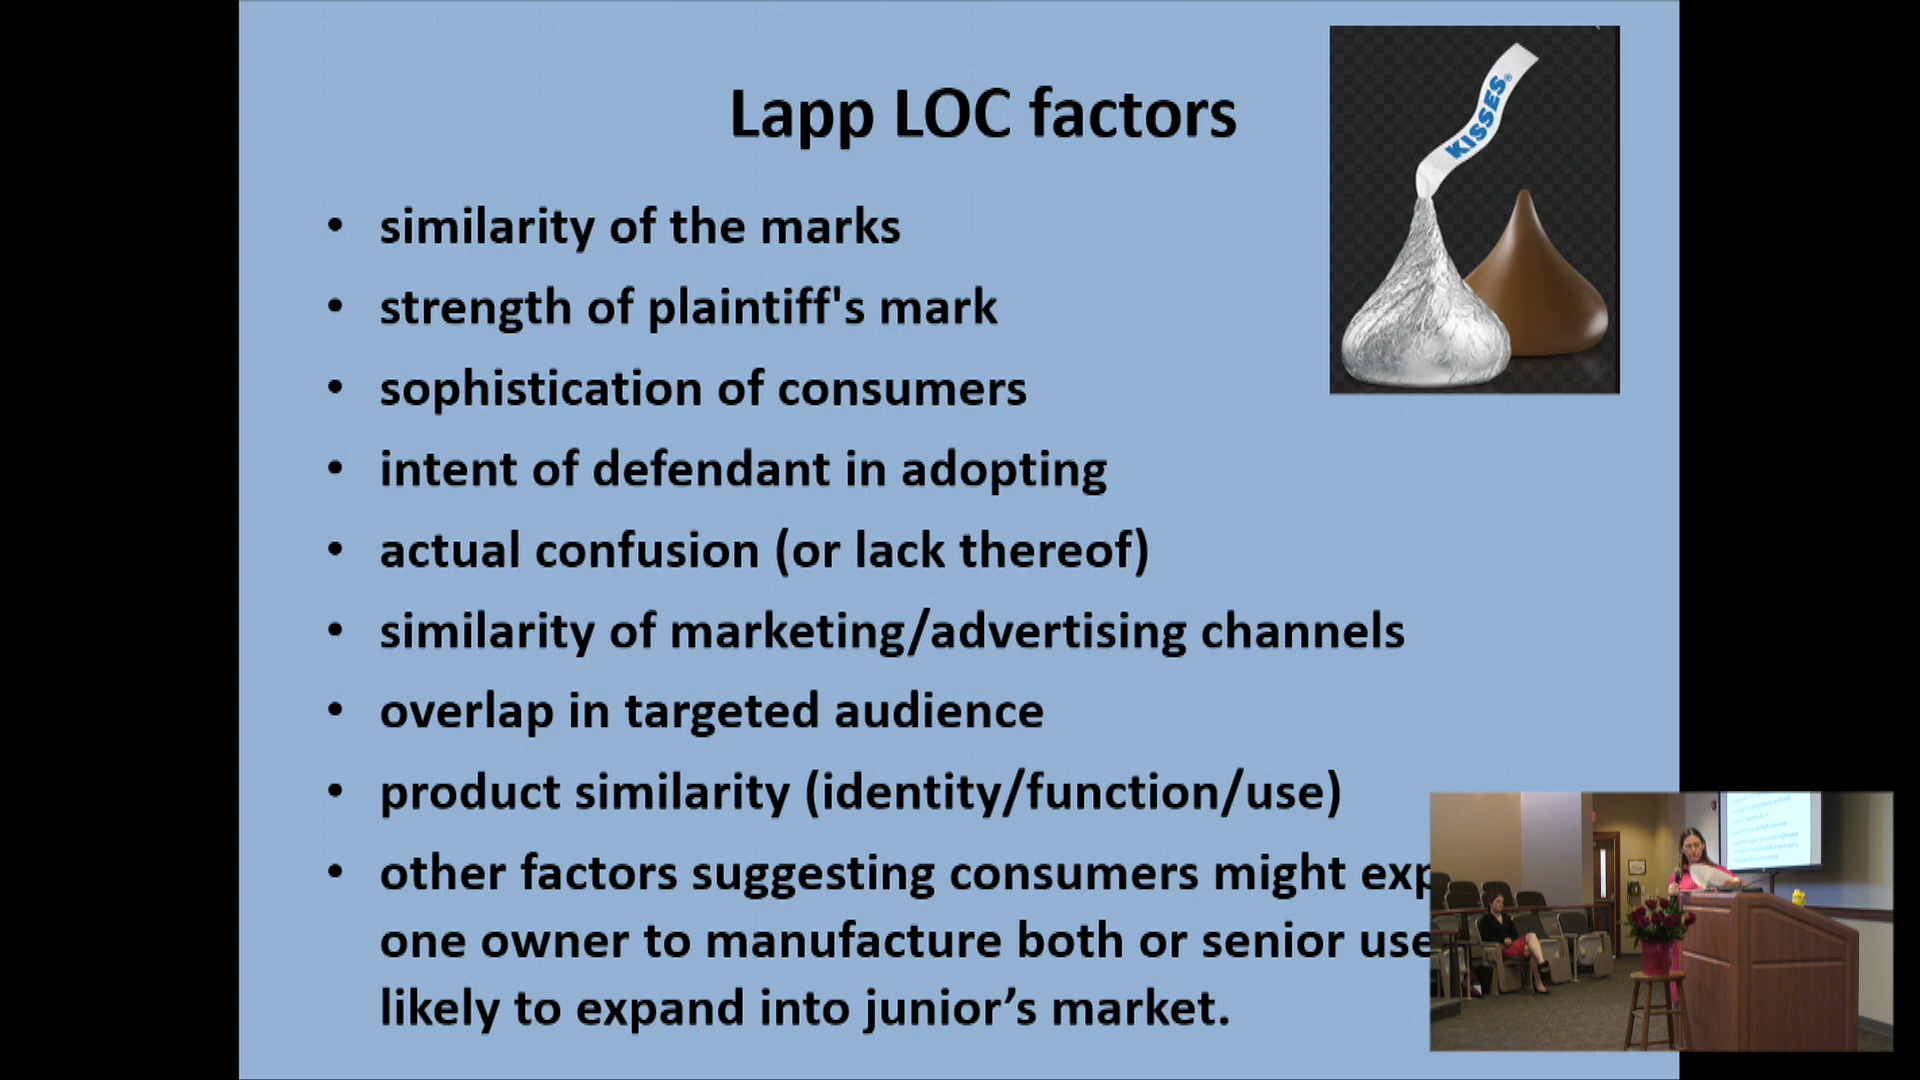 Lapp LOC factors
KISSES®
• similarity of the marks
• strength of plaintiff's mark
• sophistication of consumers
• intent of defendant in adopting
• actual confusion (or lack thereof)
• similarity of marketing/advertising channels
• overlap in targeted audience
• product similarity (identity/function/use)
• other factors suggesting consumers might
one owner to manufacture both or senior
likely to expand into junior’s market.